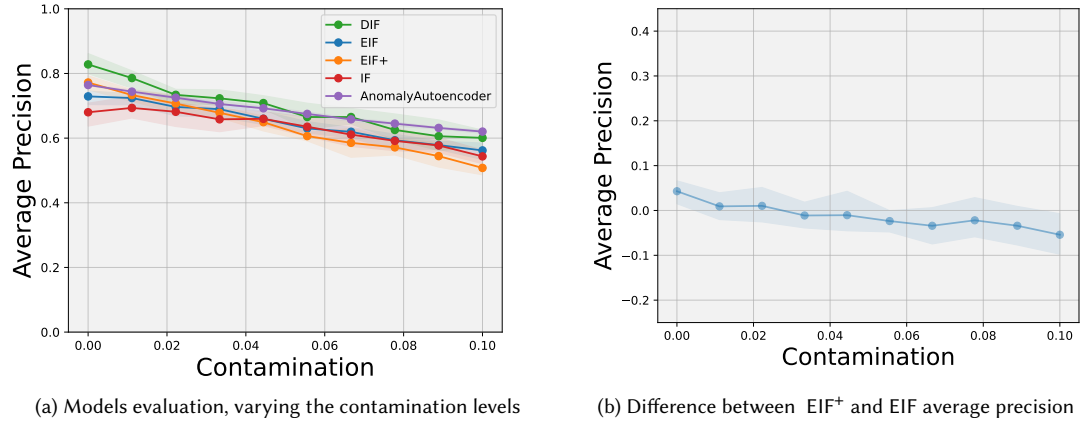 1.0
0.8
0.6
0.4
0.2
0.0
Average Precision
0.00 0.02 0.04 0.06 0.08 0.10
Contamination
DIF
EIF
EIF+
IF
AnomalyAutoencoder
(a) Models evaluation, varying the contamination levels
0.4
0.3
0.2
0.1
0.0
−0.1
−0.2
Average Precision
0.00 0.02 0.04 0.06 0.08 0.10
Contamination
(b) Difference between EIF⁺ and EIF average precision